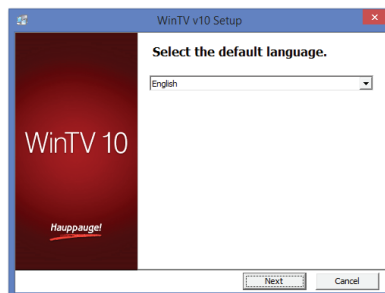 WinTV v10 Setup
Select the default language.
English
WinTV 10
Hauppauge!
Next
Cancel